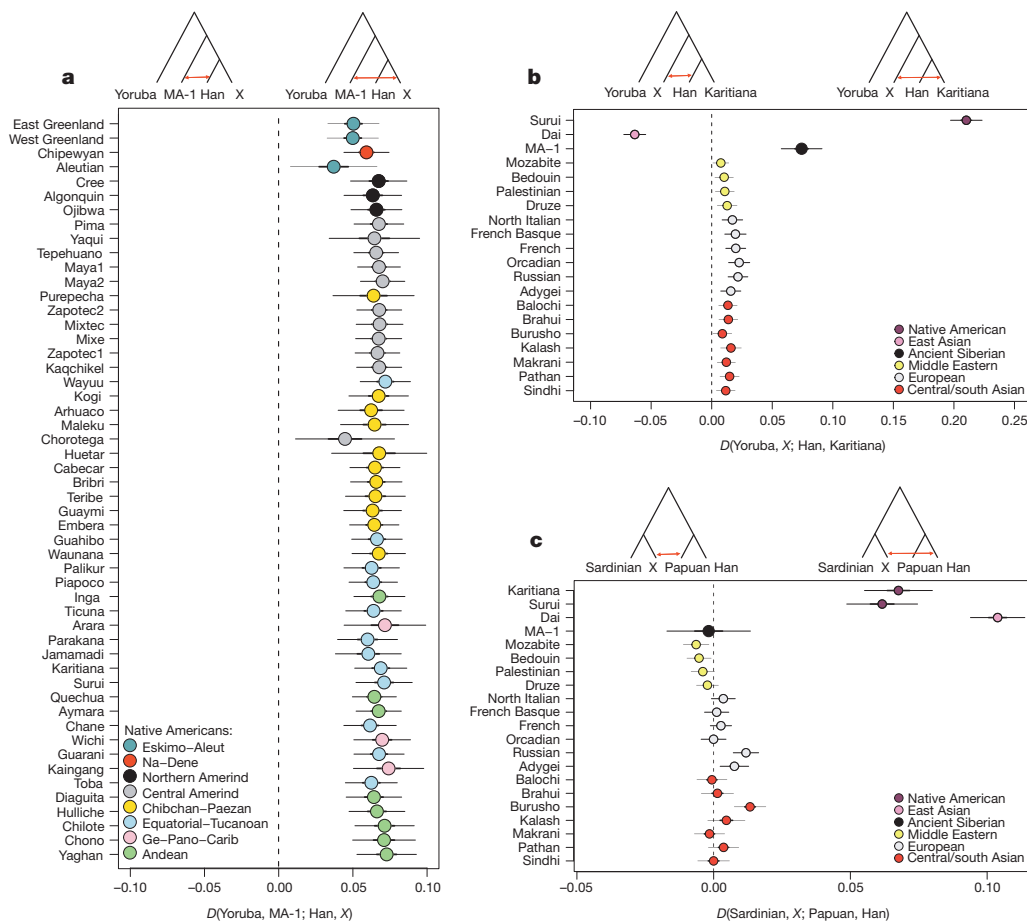 a
Yoruba MA-1 Han X
Yoruba MA-1 Han X
East Greenland
West Greenland
Chipewyan
Aleutian
Cree
Algonquin
Ojibwa
Pima
Yaqui
Tepehuano
Maya1
Maya2
Purepecha
Zapotec2
Mixtec
Mixe
Zapotec1
Kaqchikel
Wayuu
Kogi
Arhuaco
Maleku
Chorotega
Huetar
Cabecar
Bribri
Teribe
Guaymi
Embera
Guahibo
Waunana
Palikur
Piapoco
Inga
Ticuna
Arara
Parakana
Jamamadi
Karitiana
Surui
Quechua
Aymara
Chane
Wichi
Guarani
Kaingang
Toba
Diaguita
Hulliche
Chilote
Chono
Yaghan
Native Americans:
Eskimo–Aleut
Na–Dene
Northern Amerind
Central Amerind
Chibchan–Paezan
Equatorial–Tucanoan
Ge–Pano–Carib
Andean
−0.10 −0.05 0.00 0.05 0.10
D(Yoruba, MA-1; Han, X)
b
Yoruba X Han Karitiana
Yoruba X Han Karitiana
Surui
Dai
MA−1
Mozabite
Bedouin
Palestinian
Druze
North Italian
French Basque
French
Orcadian
Russian
Adygei
Balochi
Brahui
Burusho
Kalash
Makrani
Pathan
Sindhi
Native American
East Asian
Ancient Siberian
Middle Eastern
European
Central/south Asian
−0.10 −0.05 0.00 0.05 0.10 0.15 0.20 0.25
D(Yoruba, X; Han, Karitiana)
c
Sardinian X Papuan Han
Sardinian X Papuan Han
Karitiana
Surui
Dai
MA−1
Mozabite
Bedouin
Palestinian
Druze
North Italian
French Basque
French
Orcadian
Russian
Adygei
Balochi
Brahui
Burusho
Kalash
Makrani
Pathan
Sindhi
Native American
East Asian
Ancient Siberian
Middle Eastern
European
Central/south Asian
−0.05 0.00 0.05 0.10
D(Sardinian, X; Papuan, Han)